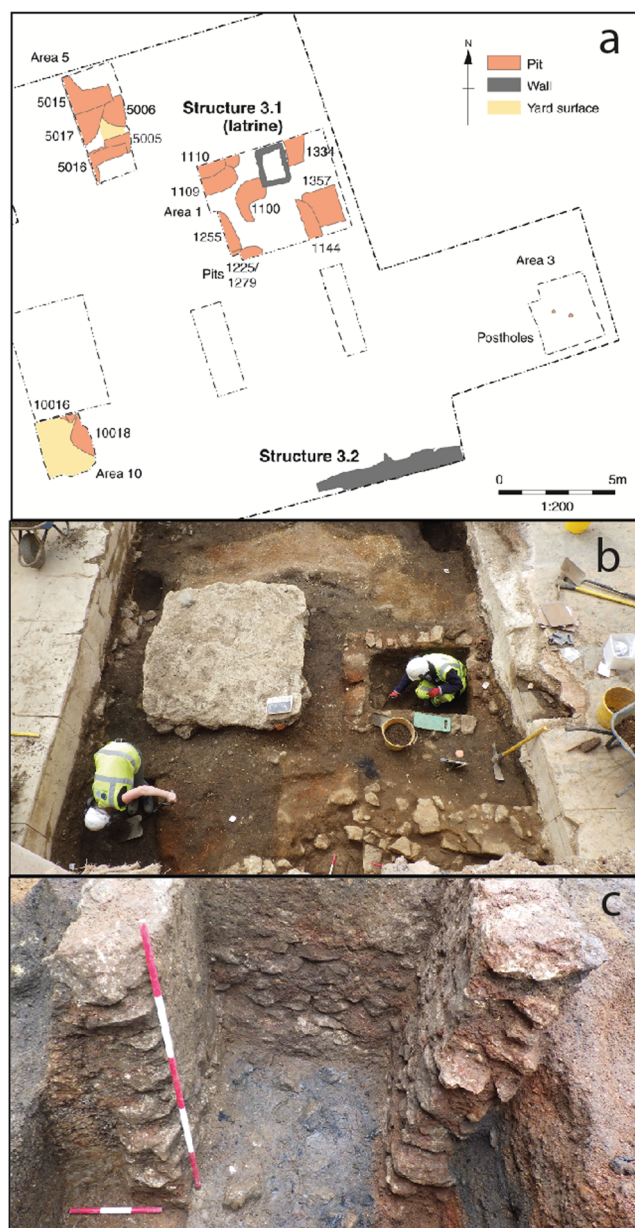 a
Area 5
N
Pit
Wall
Yard surface
5015
5006
5017
5005
5016
Structure 3.1
(latrine)
1110
1334
1109
1357
Area 1
1100
1255
1144
Pits 1225/
1279
Area 3
Postholes
10016
10018
Area 10
Structure 3.2
0
5m
1:200
b
c